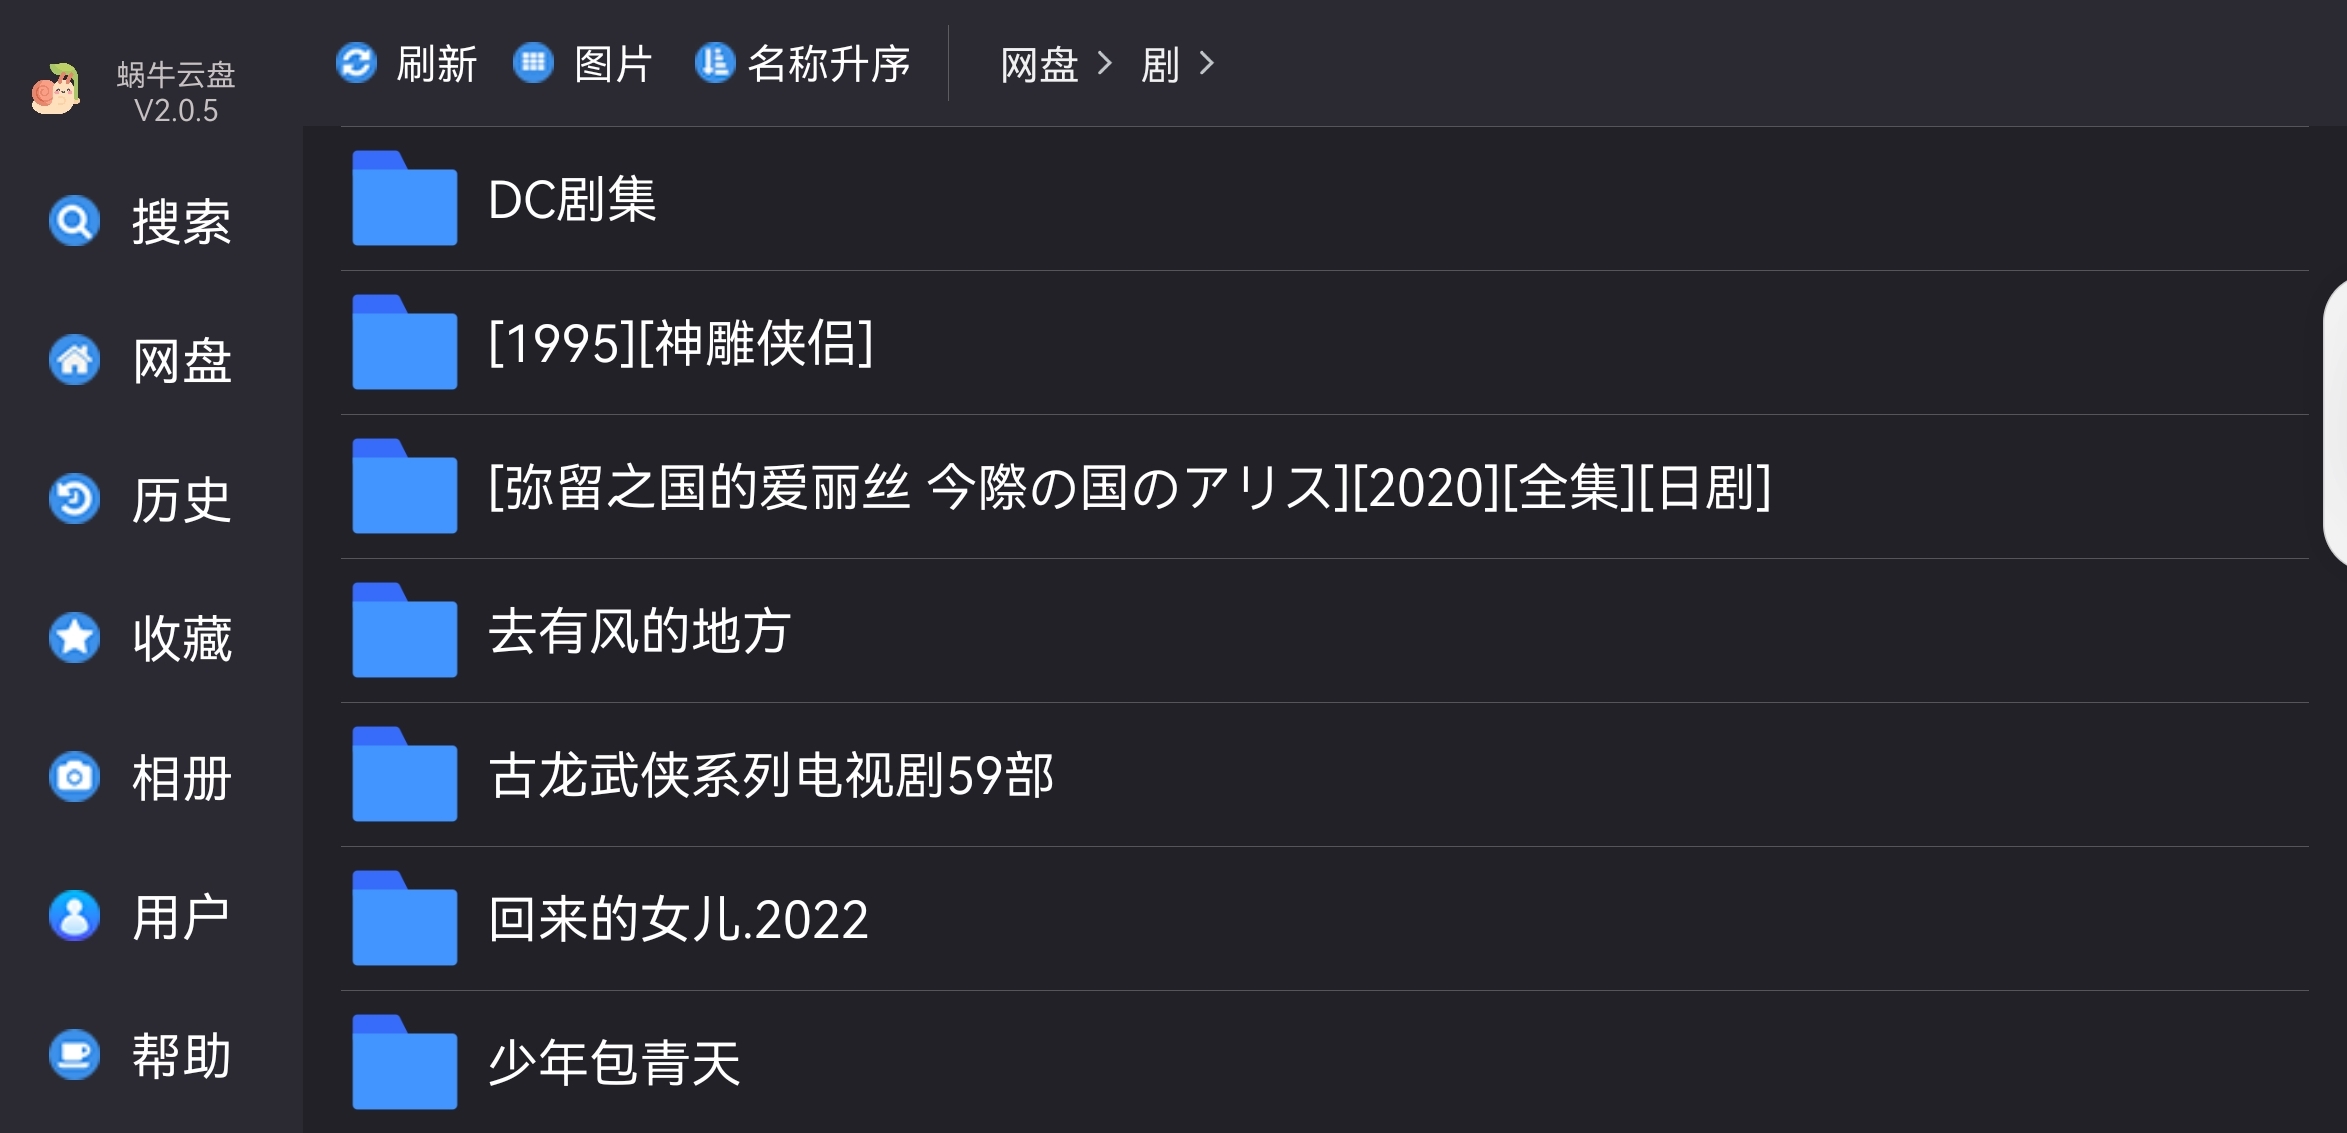 蜗牛云盘
V2.0.5
搜索
网盘
历史
收藏
相册
用户
帮助
刷新 图片 名称升序 网盘 > 剧 >
DC剧集
[1995][神雕侠侣]
[弥留之国的爱丽丝 今際の国のアリス][2020][全集][日剧]
去有风的地方
古龙武侠系列电视剧59部
回来的女儿.2022
少年包青天